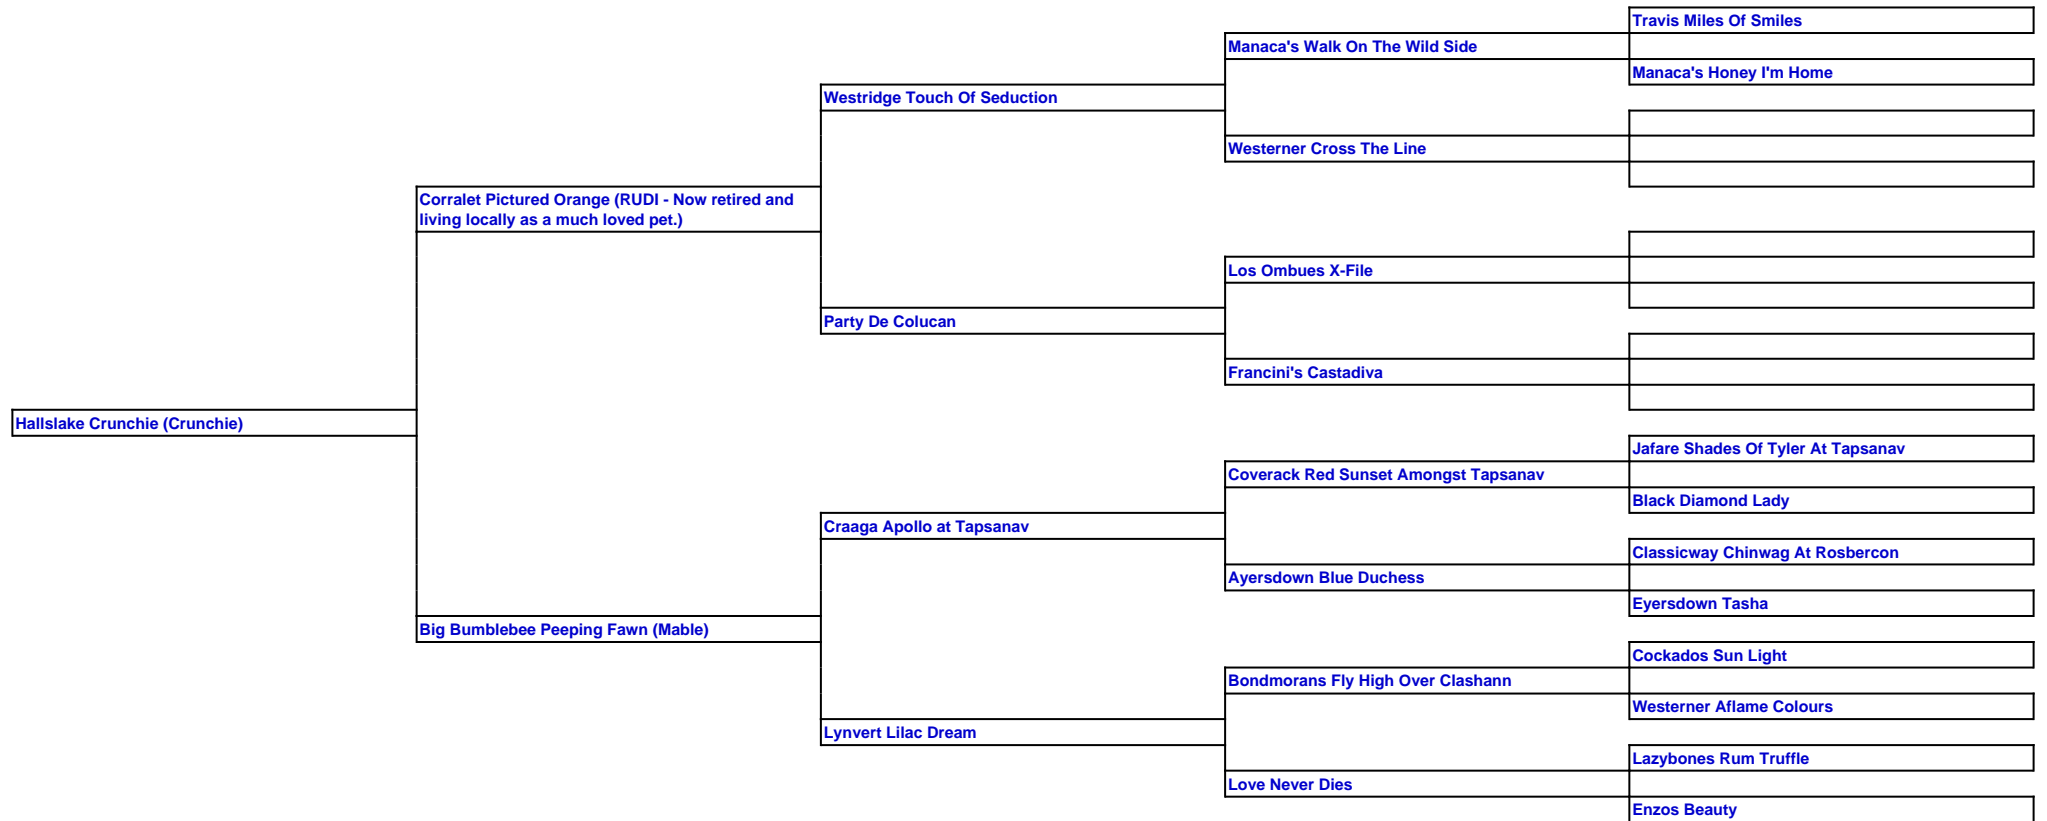 Travis Miles Of Smiles
Manaca's Walk On The Wild Side
Manaca's Honey I'm Home
Westridge Touch Of Seduction
Westerner Cross The Line
Corralet Pictured Orange (RUDI - Now retired and
living locally as a much loved pet.)
Los Ombues X-File
Party De Colucan
Francini's Castadiva
Hallslake Crunchie (Crunchie)
Jafare Shades Of Tyler At Tapsanav
Coverack Red Sunset Amongst Tapsanav
Black Diamond Lady
Craaga Apollo at Tapsanav
Classicway Chinwag At Rosbercon
Ayersdown Blue Duchess
Eyersdown Tasha
Big Bumblebee Peeping Fawn (Mable)
Cockados Sun Light
Bondmorans Fly High Over Clashann
Westerner Aflame Colours
Lynvert Lilac Dream
Lazybones Rum Truffle
Love Never Dies
Enzos Beauty